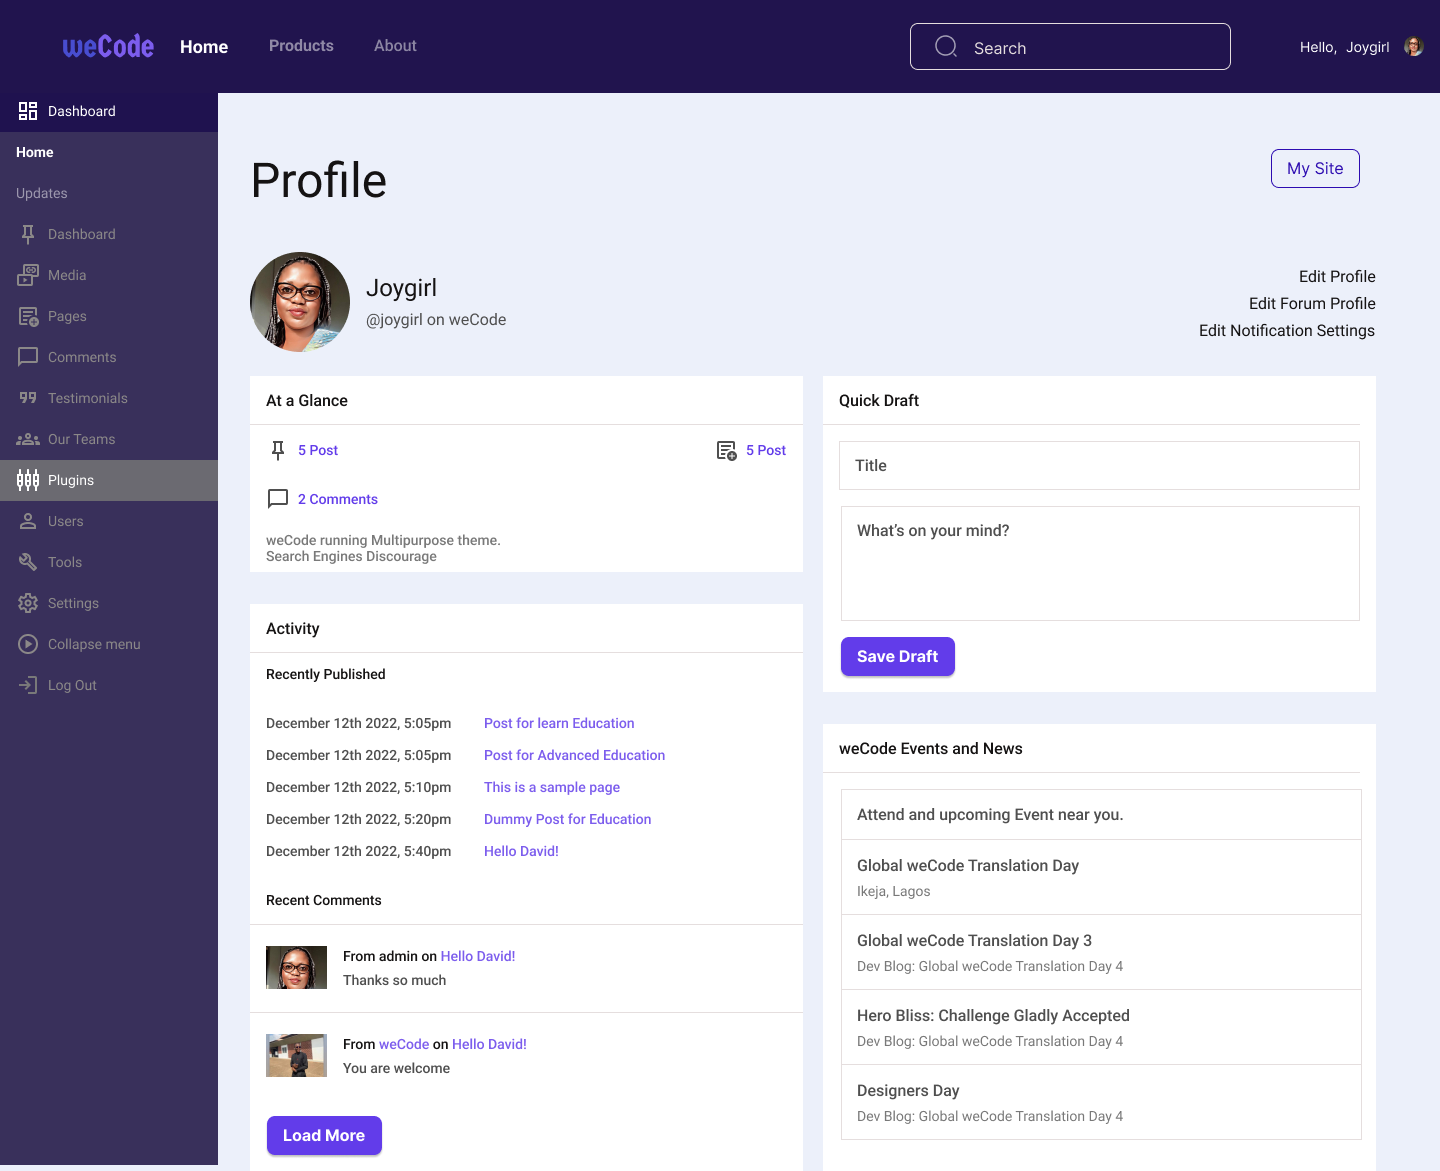 weCode
Home
Products
About
Search
Hello, Joygirl
Dashboard
Home
Updates
Dashboard
Media
Pages
Comments
Testimonials
Our Teams
Plugins
Users
Tools
Settings
Collapse menu
Log Out
Profile
My Site
Joygirl
@joygirl on weCode
Edit Profile
Edit Forum Profile
Edit Notification Settings
At a Glance
5 Post
5 Post
2 Comments
weCode running Multipurpose theme.
Search Engines Discourage
Activity
Recently Published
December 12th 2022, 5:05pm Post for learn Education
December 12th 2022, 5:05pm Post for Advanced Education
December 12th 2022, 5:10pm This is a sample page
December 12th 2022, 5:20pm Dummy Post for Education
December 12th 2022, 5:40pm Hello David!
Recent Comments
From admin on Hello David!
Thanks so much
From weCode on Hello David!
You are welcome
Load More
Quick Draft
Title
What’s on your mind?
Save Draft
weCode Events and News
Attend and upcoming Event near you.
Global weCode Translation Day
Ikeja, Lagos
Global weCode Translation Day 3
Dev Blog: Global weCode Translation Day 4
Hero Bliss: Challenge Gladly Accepted
Dev Blog: Global weCode Translation Day 4
Designers Day
Dev Blog: Global weCode Translation Day 4